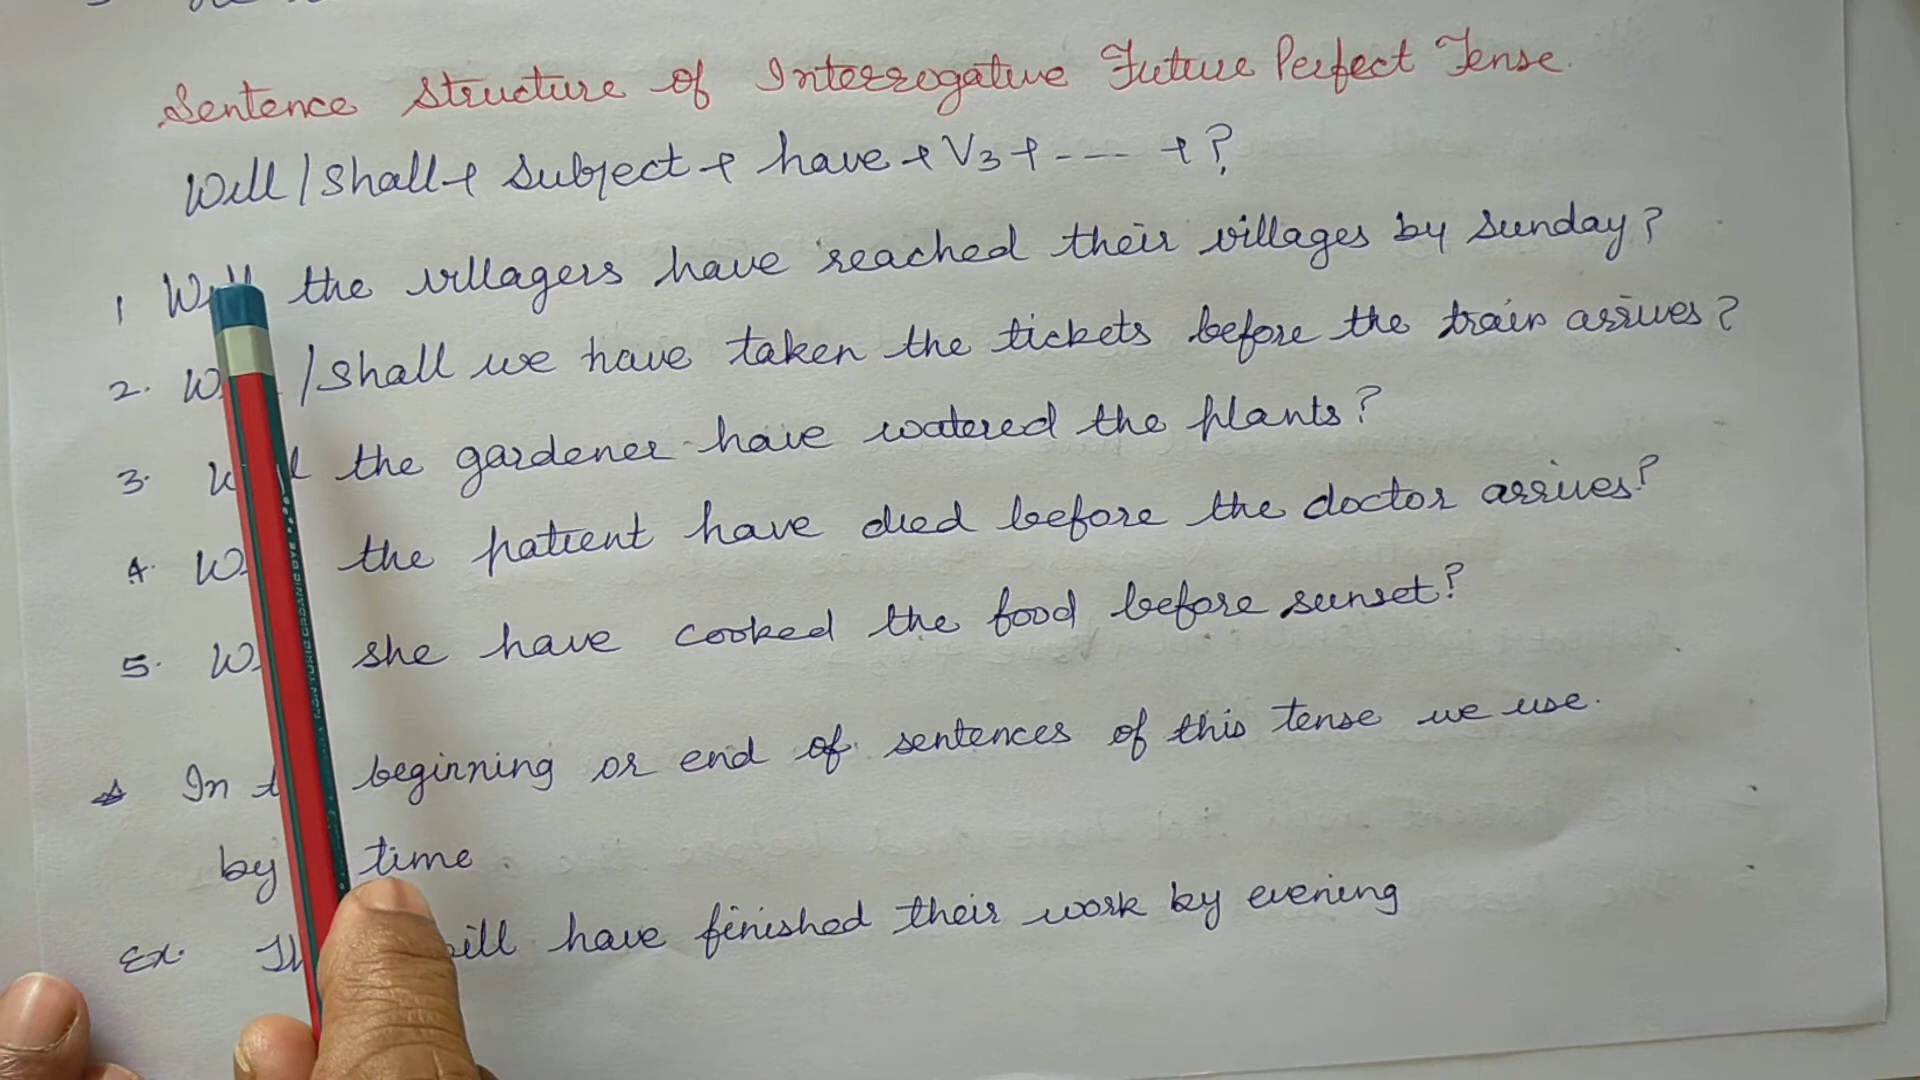 Sentence Structure of Interrogative Future Perfect Tense.
Will / Shall + Subject + have + V3 + ---- + ?
1 Will the villagers have reached their villages by Sunday?
2. / Shall we have taken the tickets before the train arrives?
3. Will the gardener have watered the plants?
4. the patient have died before the doctor arrives?
5. she have cooked the food before sunset?
In beginning or end of sentences of this tense we use.
by time.
Ex. will have finished their work by evening